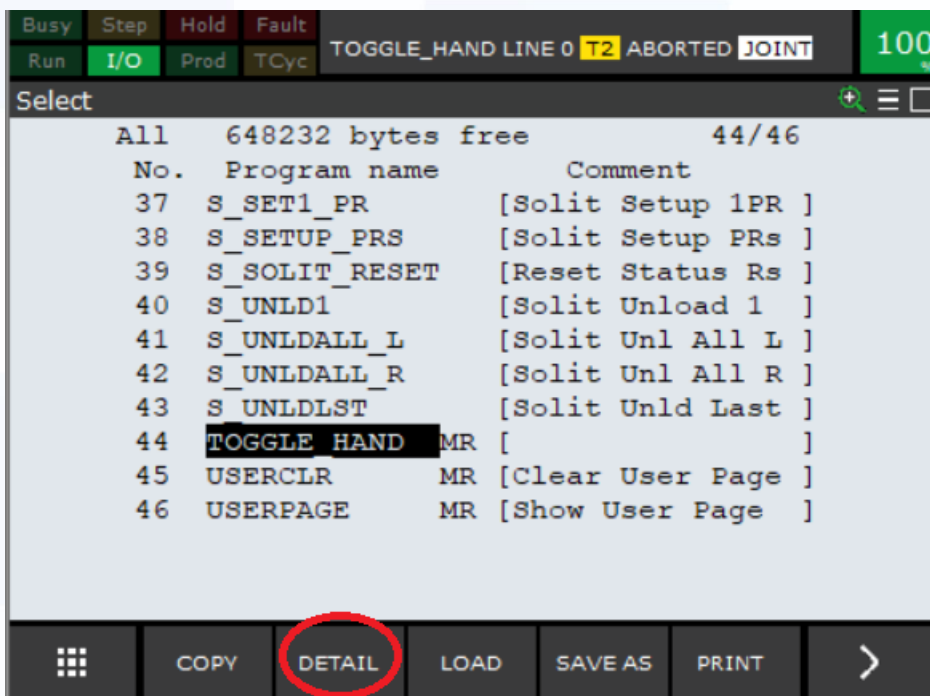 Busy Step Hold Fault
TOGGLE_HAND LINE 0 T2 ABORTED JOINT 100
Run I/O Prod TCyc %
Select
All 648232 bytes free 44/46
No. Program name Comment
37 S_SET1_PR [Solit Setup 1PR ]
38 S_SETUP_PRS [Solit Setup PRs ]
39 S_SOLIT_RESET [Reset Status Rs ]
40 S_UNLD1 [Solit Unload 1 ]
41 S_UNLDALL_L [Solit Unl All L ]
42 S_UNLDALL_R [Solit Unl All R ]
43 S_UNLDLST [Solit Unld Last ]
44 TOGGLE_HAND MR [ ]
45 USERCLR MR [Clear User Page ]
46 USERPAGE MR [Show User Page ]
COPY DETAIL LOAD SAVE AS PRINT >